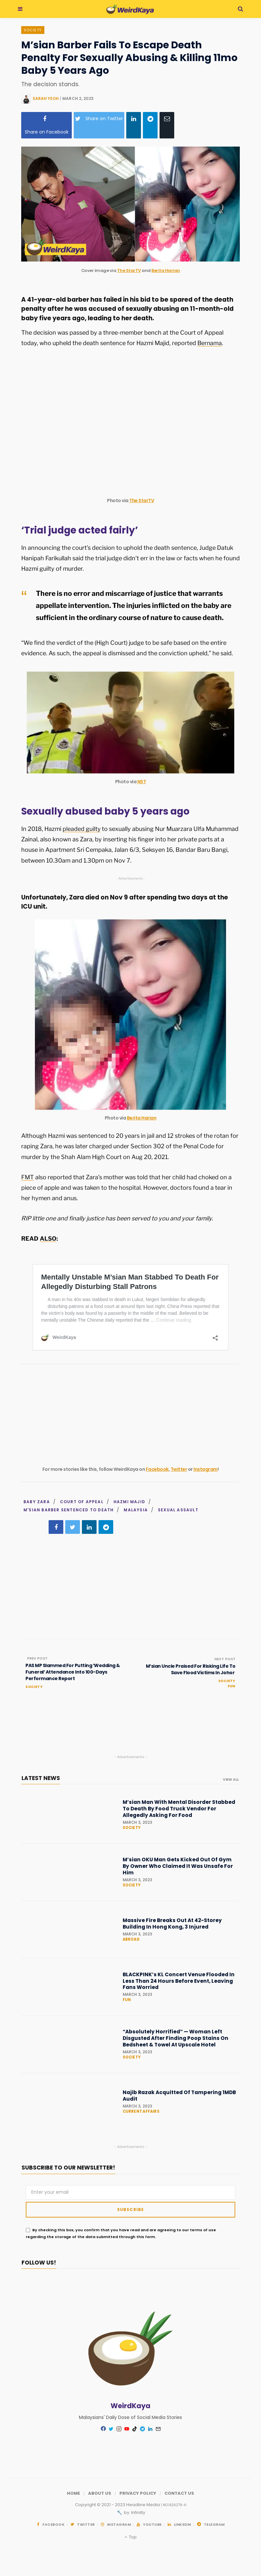 WeirdKaya
SOCIETY
M’sian Barber Fails To Escape Death
Penalty For Sexually Abusing & Killing 11mo
Baby 5 Years Ago
The decision stands.
SARAH YEOH | MARCH 2, 2023
Share on Facebook
Share on Twitter
WeirdKaya
Cover image via The StarTV and Berita Harian
A 41-year-old barber has failed in his bid to be spared of the death
penalty after he was accused of sexually abusing an 11-month-old
baby five years ago, leading to her death.
The decision was passed by a three-member bench at the Court of Appeal
today, who upheld the death sentence for Hazmi Majid, reported Bernama.
Photo via The StarTV
‘Trial judge acted fairly’
In announcing the court’s decision to uphold the death sentence, Judge Datuk
Hanipah Farikullah said the trial judge didn’t err in the law or facts when he found
Hazmi guilty of murder.
There is no error and miscarriage of justice that warrants
appellate intervention. The injuries inflicted on the baby are
sufficient in the ordinary course of nature to cause death.
“We find the verdict of the (High Court) judge to be safe based on the entire
evidence. As such, the appeal is dismissed and the conviction upheld,” he said.
Photo via NST
Sexually abused baby 5 years ago
In 2018, Hazmi pleaded guilty to sexually abusing Nur Muazzara Ulfa Muhammad
Zainal, also known as Zara, by inserting his finger into her private parts at a
house in Apartment Sri Cempaka, Jalan 6/3, Seksyen 16, Bandar Baru Bangi,
between 10.30am and 1.30pm on Nov 7.
- Advertisements -
Unfortunately, Zara died on Nov 9 after spending two days at the
ICU unit.
Photo via Berita Harian
Although Hazmi was sentenced to 20 years in jail and 12 strokes of the rotan for
raping Zara, he was later charged under Section 302 of the Penal Code for
murder by the Shah Alam High Court on Aug 20, 2021.
FMT also reported that Zara’s mother was told that her child had choked on a
piece of apple and was taken to the hospital. However, doctors found a tear in
her hymen and anus.
RIP little one and finally justice has been served to you and your family.
READ ALSO:
Mentally Unstable M'sian Man Stabbed To Death For
Allegedly Disturbing Stall Patrons
A man in his 40s was stabbed to death in Lukut, Negeri Sembilan for allegedly
disturbing patrons at a food court at around 8pm last night. China Press reported that
the man’s body was found partially exposed in the middle of the road. Believed to be
mentally unstable The Chinese daily reported that the … Continue reading
WeirdKaya
For more stories like this, follow WeirdKaya on Facebook, Twitter or Instagram!
BABY ZARA / COURT OF APPEAL / HAZMI MAJID /
M'SIAN BARBER SENTENCED TO DEATH / MALAYSIA / SEXUAL ASSAULT
PREV POST
PAS MP Slammed For Putting ‘Wedding &
Funeral’ Attendance Into 100-Days
Performance Report
SOCIETY
NEXT POST
M’sian Uncle Praised For Risking Life To
Save Flood Victims In Johor
SOCIETY
FUN
- Advertisements -
LATEST NEWS
VIEW ALL
M’sian Man With Mental Disorder Stabbed
To Death By Food Truck Vendor For
Allegedly Asking For Food
MARCH 3, 2023
SOCIETY
M’sian OKU Man Gets Kicked Out Of Gym
By Owner Who Claimed It Was Unsafe For
Him
MARCH 3, 2023
SOCIETY
Massive Fire Breaks Out At 42-Storey
Building In Hong Kong, 3 Injured
MARCH 3, 2023
ABROAD
BLACKPINK’s KL Concert Venue Flooded In
Less Than 24 Hours Before Event, Leaving
Fans Worried
MARCH 3, 2023
FUN
“Absolutely Horrified” — Woman Left
Disgusted After Finding Poop Stains On
Bedsheet & Towel At Upscale Hotel
MARCH 3, 2023
SOCIETY
Najib Razak Acquitted Of Tampering 1MDB
Audit
MARCH 3, 2023
CURRENT AFFAIRS
- Advertisements -
SUBSCRIBE TO OUR NEWSLETTER!
Enter your email
SUBSCRIBE
By checking this box, you confirm that you have read and are agreeing to our terms of use
regarding the storage of the data submitted through this form.
FOLLOW US!
WeirdKaya
Malaysians' Daily Dose of Social Media Stories
HOME ABOUT US PRIVACY POLICY CONTACT US
by Infinify
FACEBOOK TWITTER INSTAGRAM YOUTUBE LINKEDIN TELEGRAM
Top